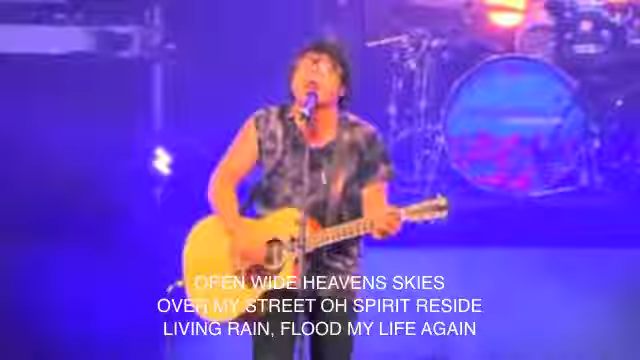 OPEN WIDE HEAVENS SKIES
OVER MY STREET OH SPIRIT RESIDE
LIVING RAIN, FLOOD MY LIFE AGAIN